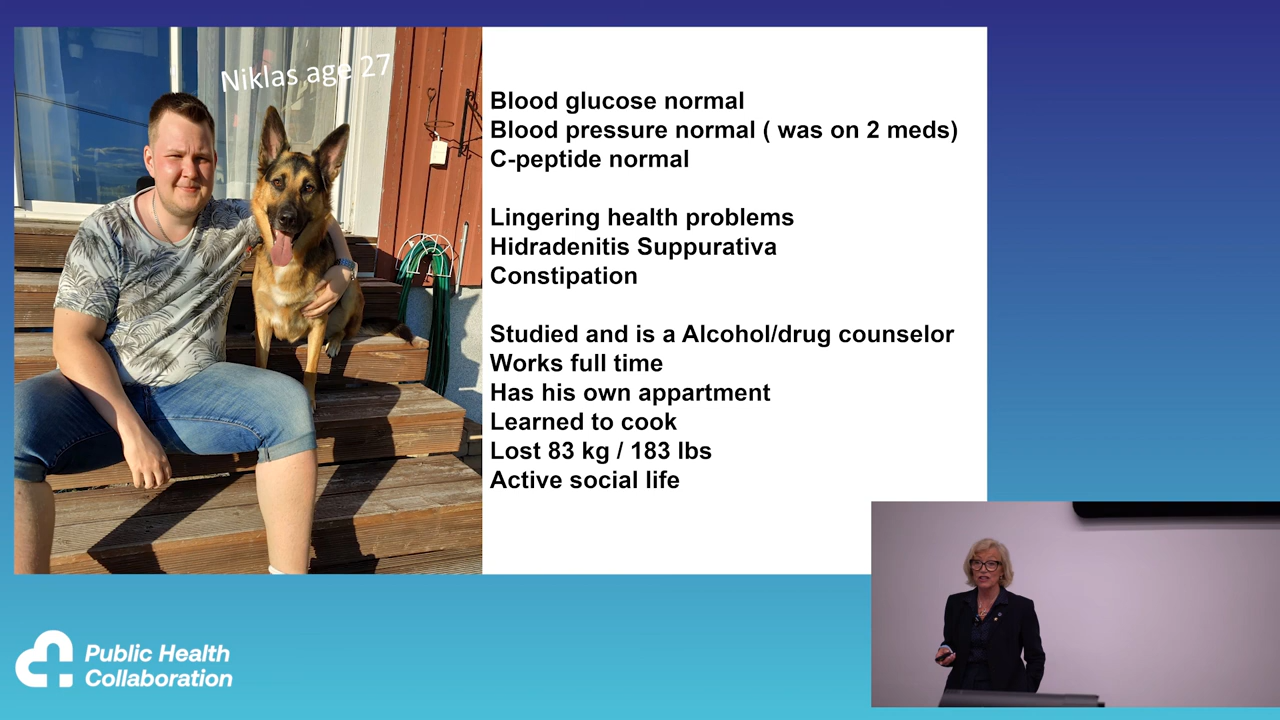 Niklas age 27
Blood glucose normal
Blood pressure normal ( was on 2 meds)
C-peptide normal
Lingering health problems
Hidradenitis Suppurativa
Constipation
Studied and is a Alcohol/drug counselor
Works full time
Has his own appartment
Learned to cook
Lost 83 kg / 183 lbs
Active social life
Public Health
Collaboration